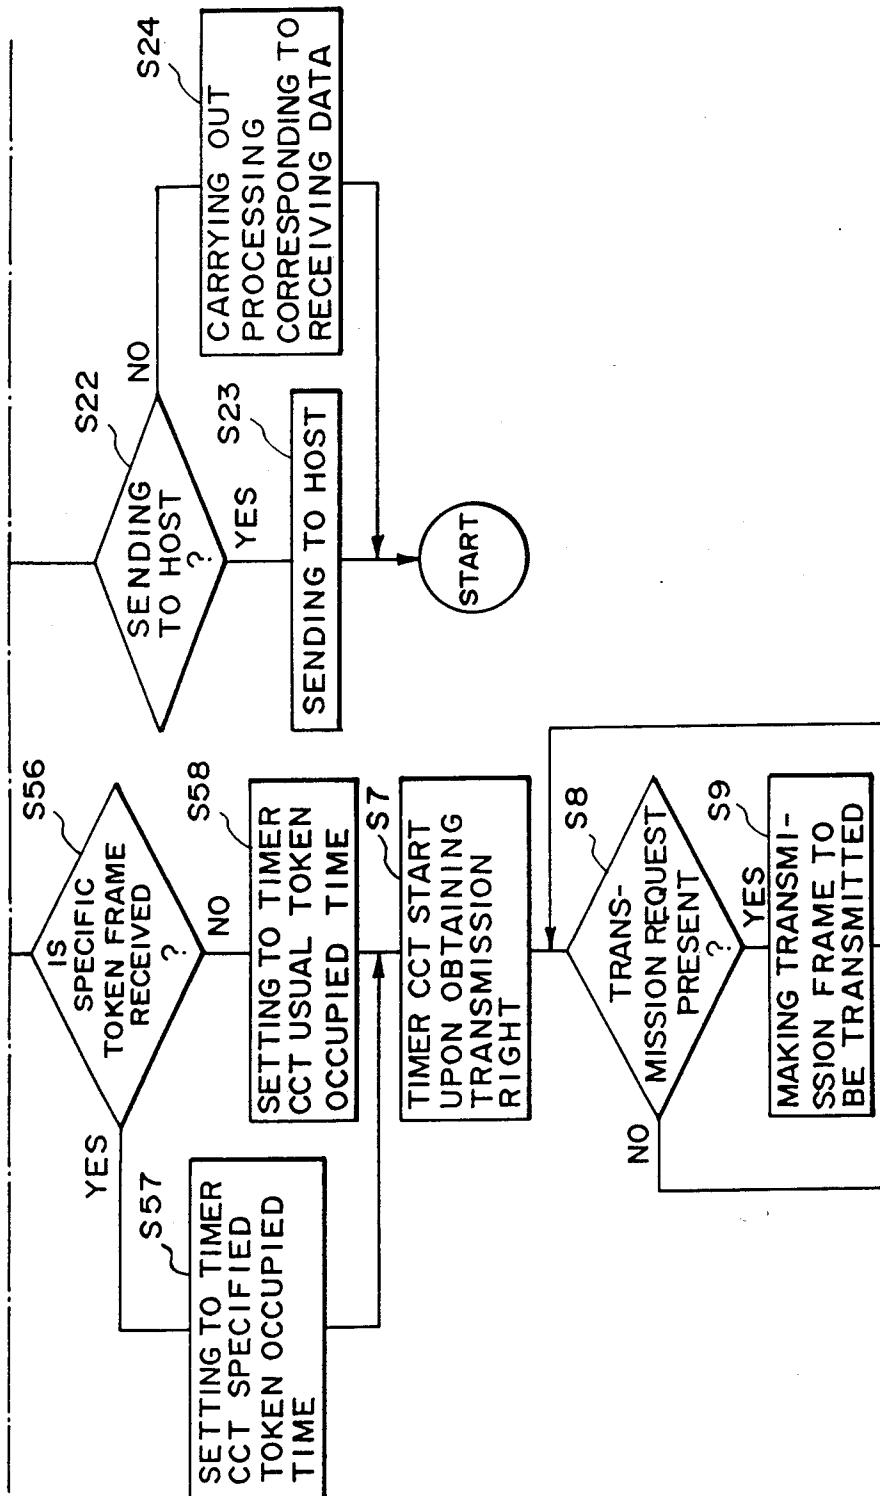 S56
IS
SPECIFIC
TOKEN FRAME
RECEIVED
?
YES
NO
S57
SETTING TO TIMER
CCT SPECIFIED
TOKEN OCCUPIED
TIME
S58
SETTING TO TIMER
CCT USUAL TOKEN
OCCUPIED TIME
S7
TIMER CCT START
UPON OBTAINING
TRANSMISSION
RIGHT
S8
TRANS-
MISSION REQUEST
PRESENT
?
NO
YES
S9
MAKING TRANSMI-
SSION FRAME TO
BE TRANSMITTED
S22
SENDING
TO HOST
?
NO
YES
S23
SENDING TO HOST
S24
CARRYING OUT
PROCESSING
CORRESPONDING TO
RECEIVING DATA
START